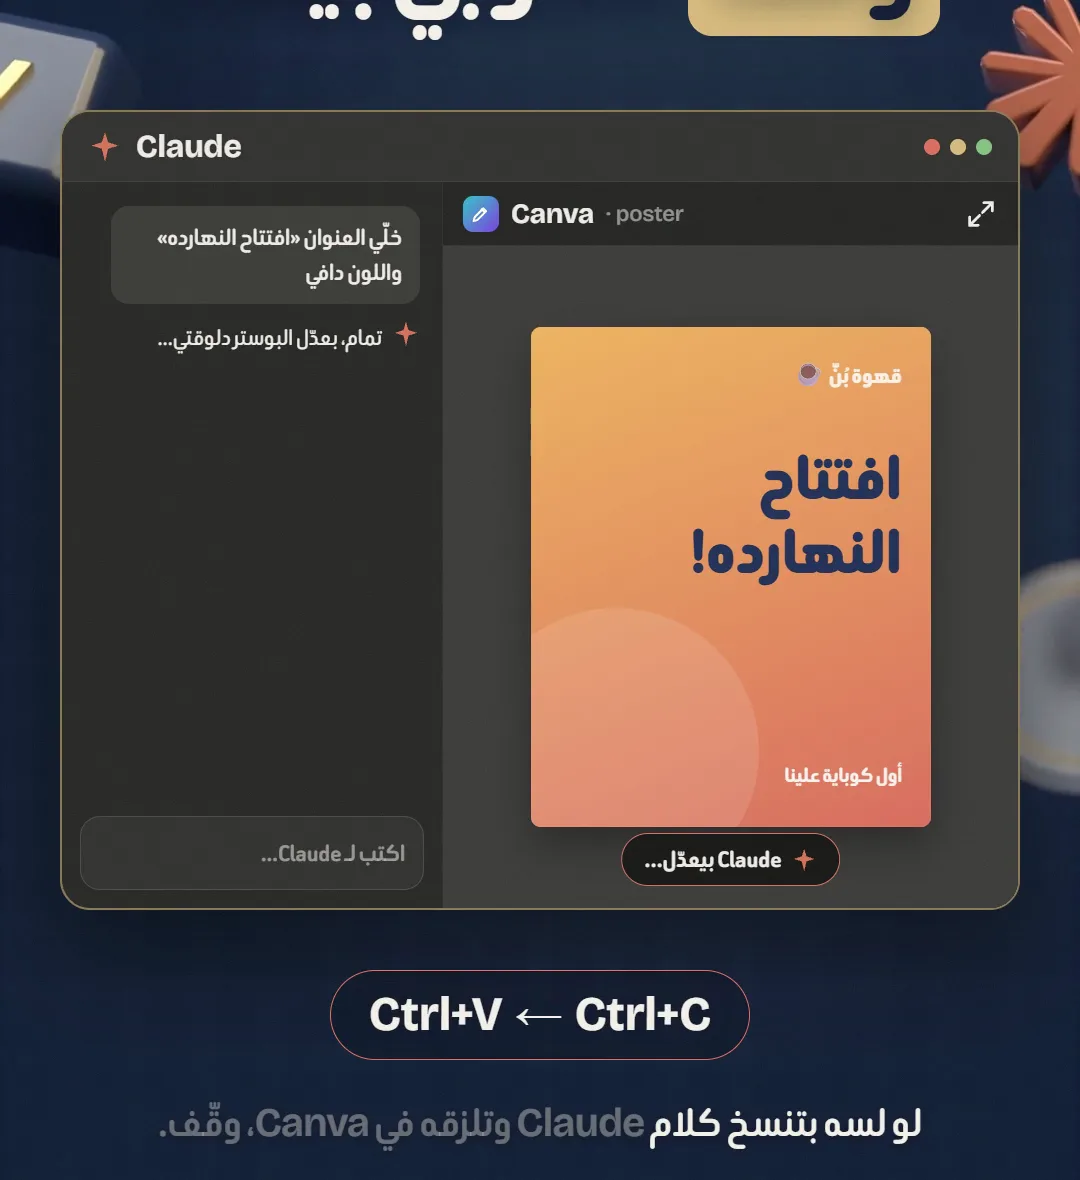 Claude
خلّي العنوان «افتتاح النهارده»
واللون دافي
تمام، بعدّل البوستر دلوقتي...
اكتب لـ Claude...
Canva · poster
قهوة بُنّ
افتتاح
النهارده!
أول كوباية علينا
Claude بيعدّل...
Ctrl+C ← Ctrl+V
لو لسه بتنسخ كلام Claude وتلزقه في Canva، وقّف.